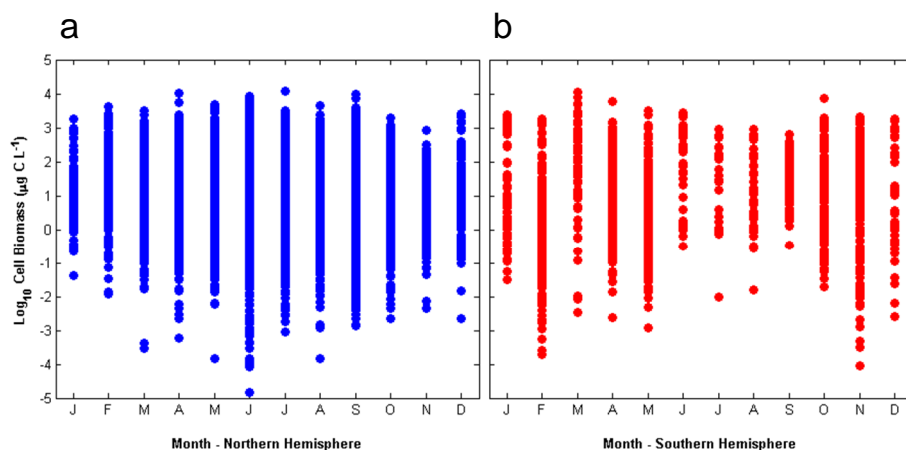 a b
5
4
3
2
1
0
-1
-2
-3
-4
-5
Log10 Cell Biomass (μg C L-1)
J F M A M J J A S O N D
J F M A M J J A S O N D
Month - Northern Hemisphere
Month - Southern Hemisphere